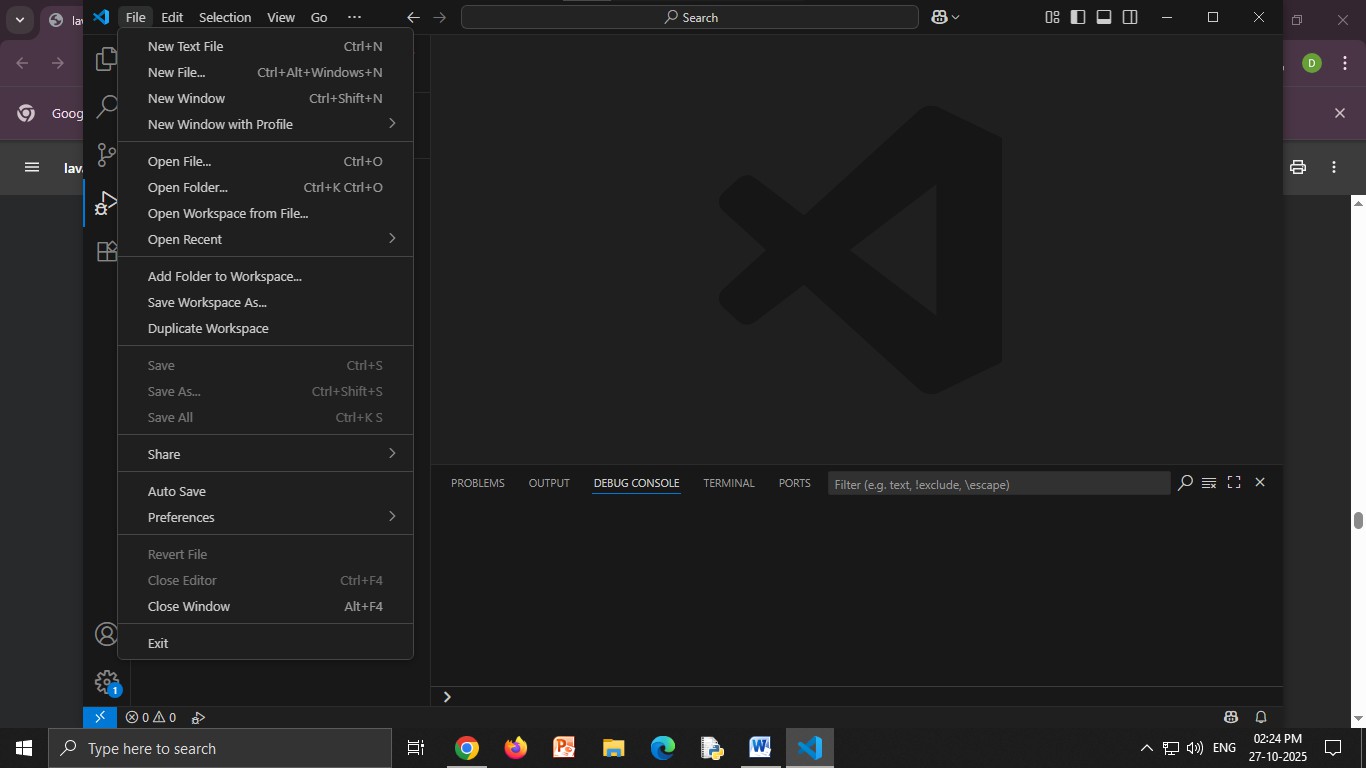 lav
File Edit Selection View Go ··· Search
D
New Text File Ctrl+N
New File... Ctrl+Alt+Windows+N
New Window Ctrl+Shift+N
New Window with Profile
Goog
Open File... Ctrl+O
lav
Open Folder... Ctrl+K Ctrl+O
Open Workspace from File...
Open Recent
Add Folder to Workspace...
Save Workspace As...
Duplicate Workspace
Save Ctrl+S
Save As... Ctrl+Shift+S
Save All Ctrl+K S
Share
Auto Save
Preferences
Revert File
Close Editor Ctrl+F4
Close Window Alt+F4
Exit
PROBLEMS OUTPUT DEBUG CONSOLE TERMINAL PORTS Filter (e.g. text, !exclude, \escape)
1
0 0
Type here to search
ENG
02:24 PM
27-10-2025